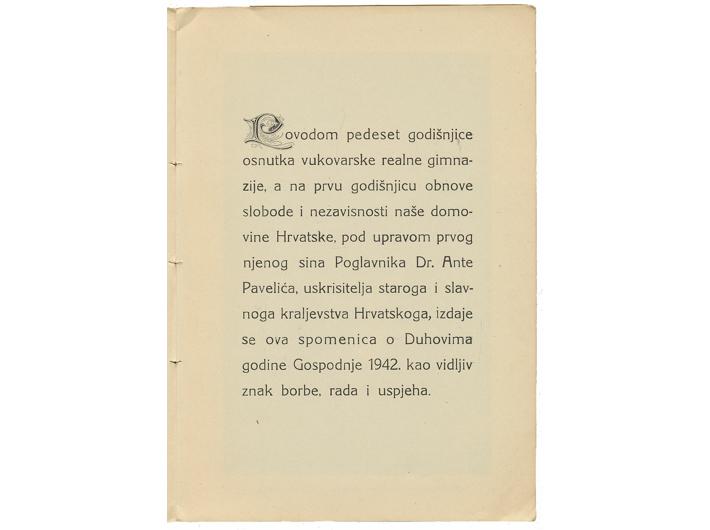 Povodom pedeset godišnjice
osnutka vukovarske realne gimna-
zije, a na prvu godišnjicu obnove
slobode i nezavisnosti naše domo-
vine Hrvatske, pod upravom prvog
njenog sina Poglavnika Dr. Ante
Pavelića, uskrisitelja staroga i slav-
noga kraljevstva Hrvatskoga, izdaje
se ova spomenica o Duhovima
godine Gospodnje 1942. kao vidljiv
znak borbe, rada i uspjeha.